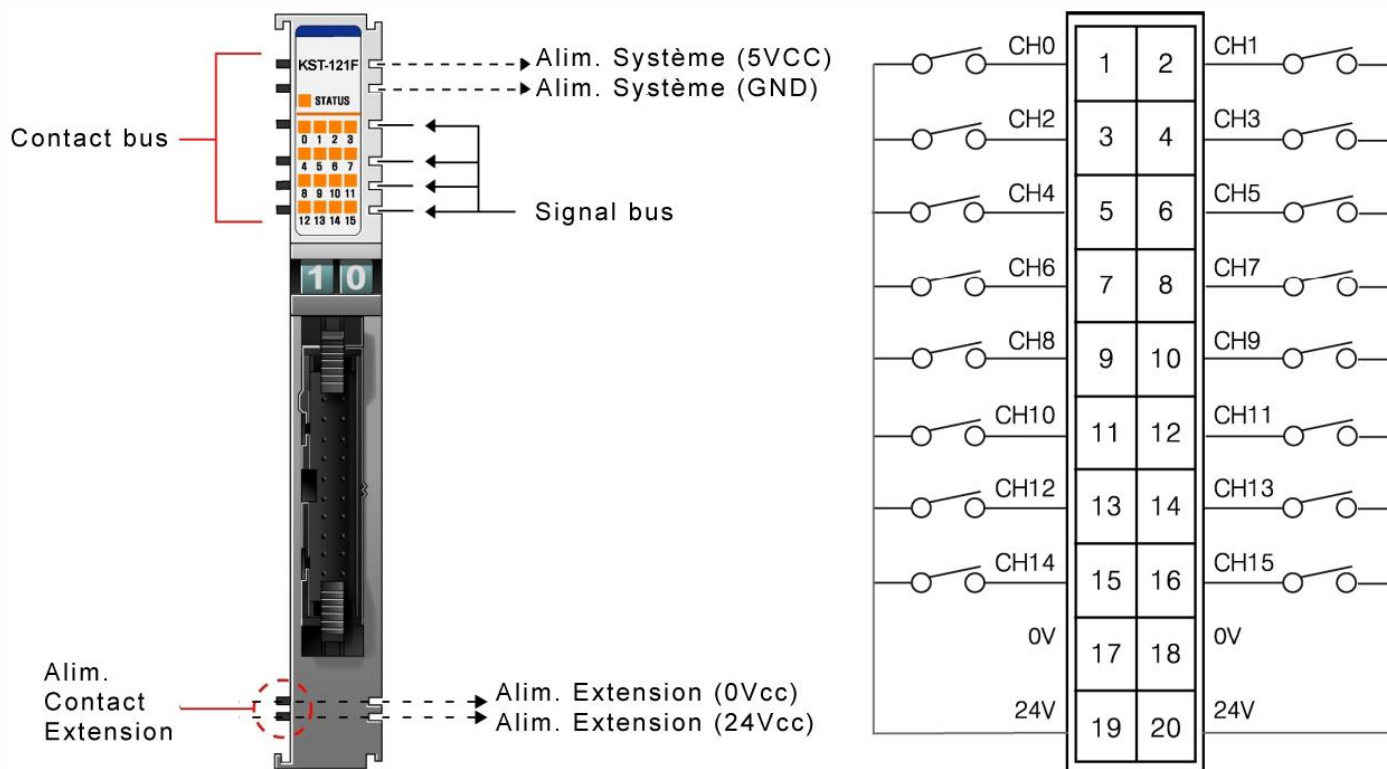 KST-121F
STATUS
0 1 2 3
4 5 6 7
8 9 10 11
12 13 14 15
1 0
Contact bus
Alim. Système (5VCC)
Alim. Système (GND)
Signal bus
Alim.
Contact
Extension
Alim. Extension (0Vcc)
Alim. Extension (24Vcc)
CH0 1 2 CH1
CH2 3 4 CH3
CH4 5 6 CH5
CH6 7 8 CH7
CH8 9 10 CH9
CH10 11 12 CH11
CH12 13 14 CH13
CH14 15 16 CH15
0V 17 18 0V
24V 19 20 24V